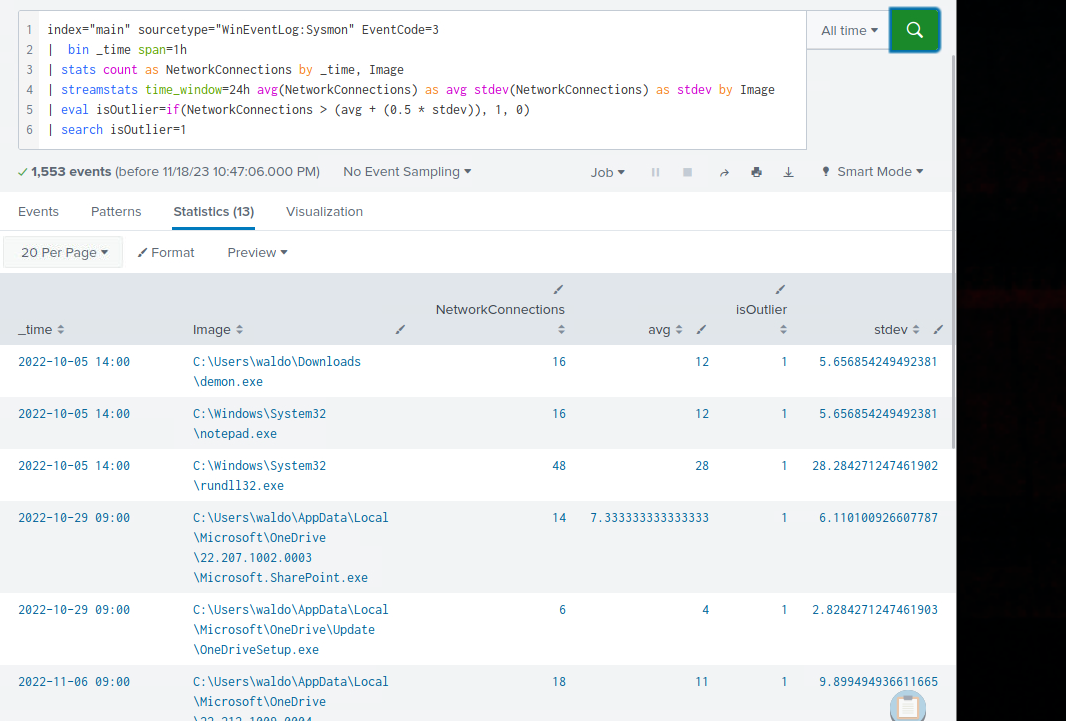 1 index="main" sourcetype="WinEventLog:Sysmon" EventCode=3
2 | bin _time span=1h
3 | stats count as NetworkConnections by _time, Image
4 | streamstats time_window=24h avg(NetworkConnections) as avg stdev(NetworkConnections) as stdev by Image
5 | eval isOutlier=if(NetworkConnections > (avg + (0.5 * stdev)), 1, 0)
6 | search isOutlier=1
All time
1,553 events (before 11/18/23 10:47:06.000 PM) No Event Sampling Job Smart Mode
Events Patterns Statistics (13) Visualization
20 Per Page Format Preview
_time Image NetworkConnections avg isOutlier stdev
2022-10-05 14:00 C:\Users\waldo\Downloads 16 12 1 5.656854249492381
\demon.exe
2022-10-05 14:00 C:\Windows\System32 16 12 1 5.656854249492381
\notepad.exe
2022-10-05 14:00 C:\Windows\System32 48 28 1 28.284271247461902
\rundll32.exe
2022-10-29 09:00 C:\Users\waldo\AppData\Local 14 7.333333333333333 1 6.110100926607787
\Microsoft\OneDrive
\22.207.1002.0003
\Microsoft.SharePoint.exe
2022-10-29 09:00 C:\Users\waldo\AppData\Local 6 4 1 2.8284271247461903
\Microsoft\OneDrive\Update
\OneDriveSetup.exe
2022-11-06 09:00 C:\Users\waldo\AppData\Local 18 11 1 9.899494936611665
\Microsoft\OneDrive